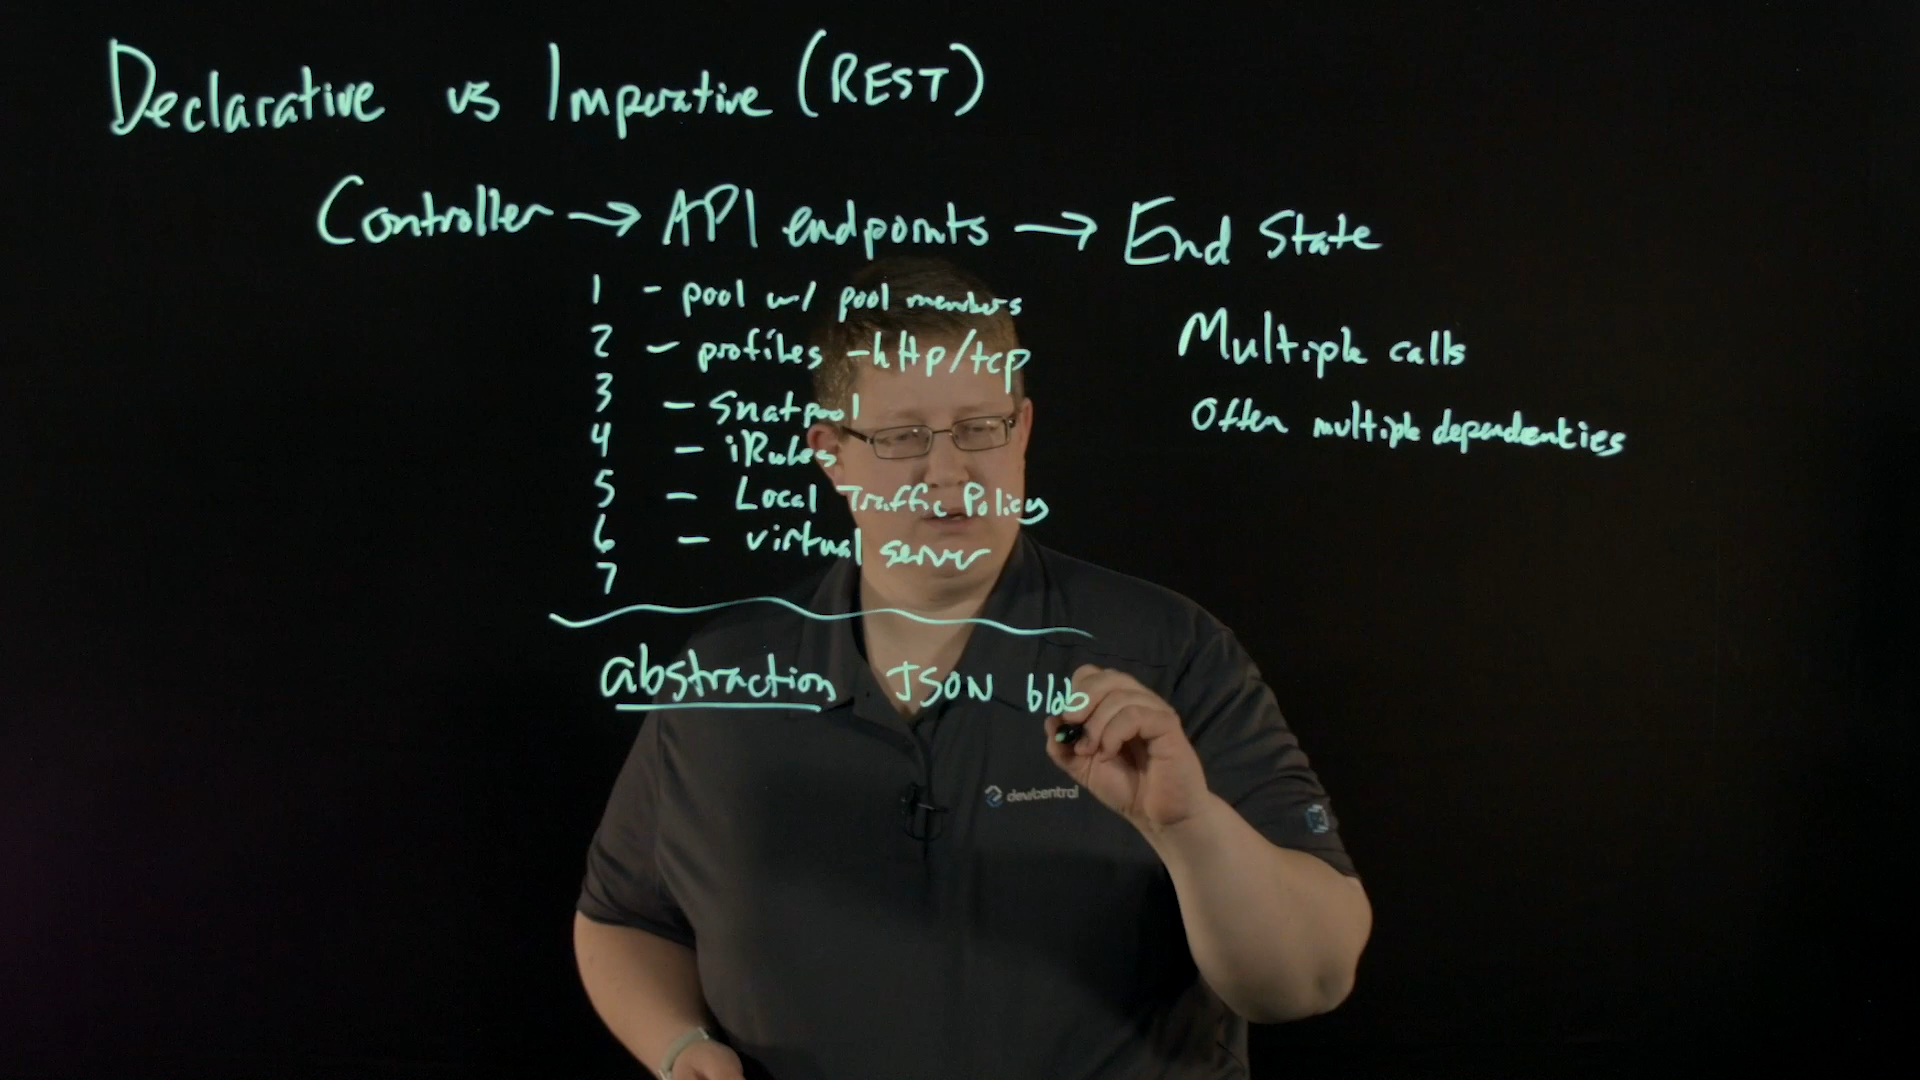 Declarative vs Imperative (REST)
Controller → API endpoints → End State
1 - pool w/ pool members
2 - profiles - http/tcp
3 - Snatpool
4 - iRules
5 - Local Traffic Policy
6 - virtual server
7
Multiple calls
Often multiple dependencies
abstraction JSON blob
devcentral